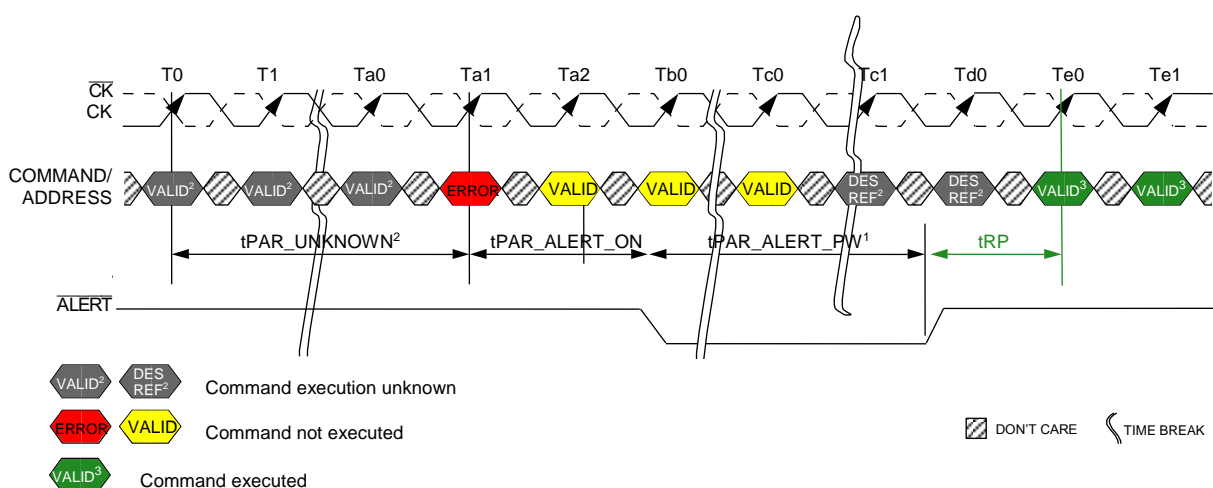 T0 T1 Ta0 Ta1 Ta2 Tb0 Tc0 Tc1 Td0 Te0 Te1
CK
CK
COMMAND/
ADDRESS
VALID² VALID² VALID² ERROR VALID VALID VALID DES REF² DES REF² VALID³ VALID³
tPAR_UNKNOWN² tPAR_ALERT_ON tPAR_ALERT_PW¹ tRP
ALERT
VALID² DES REF² Command execution unknown
ERROR VALID Command not executed
DON'T CARE TIME BREAK
VALID³ Command executed